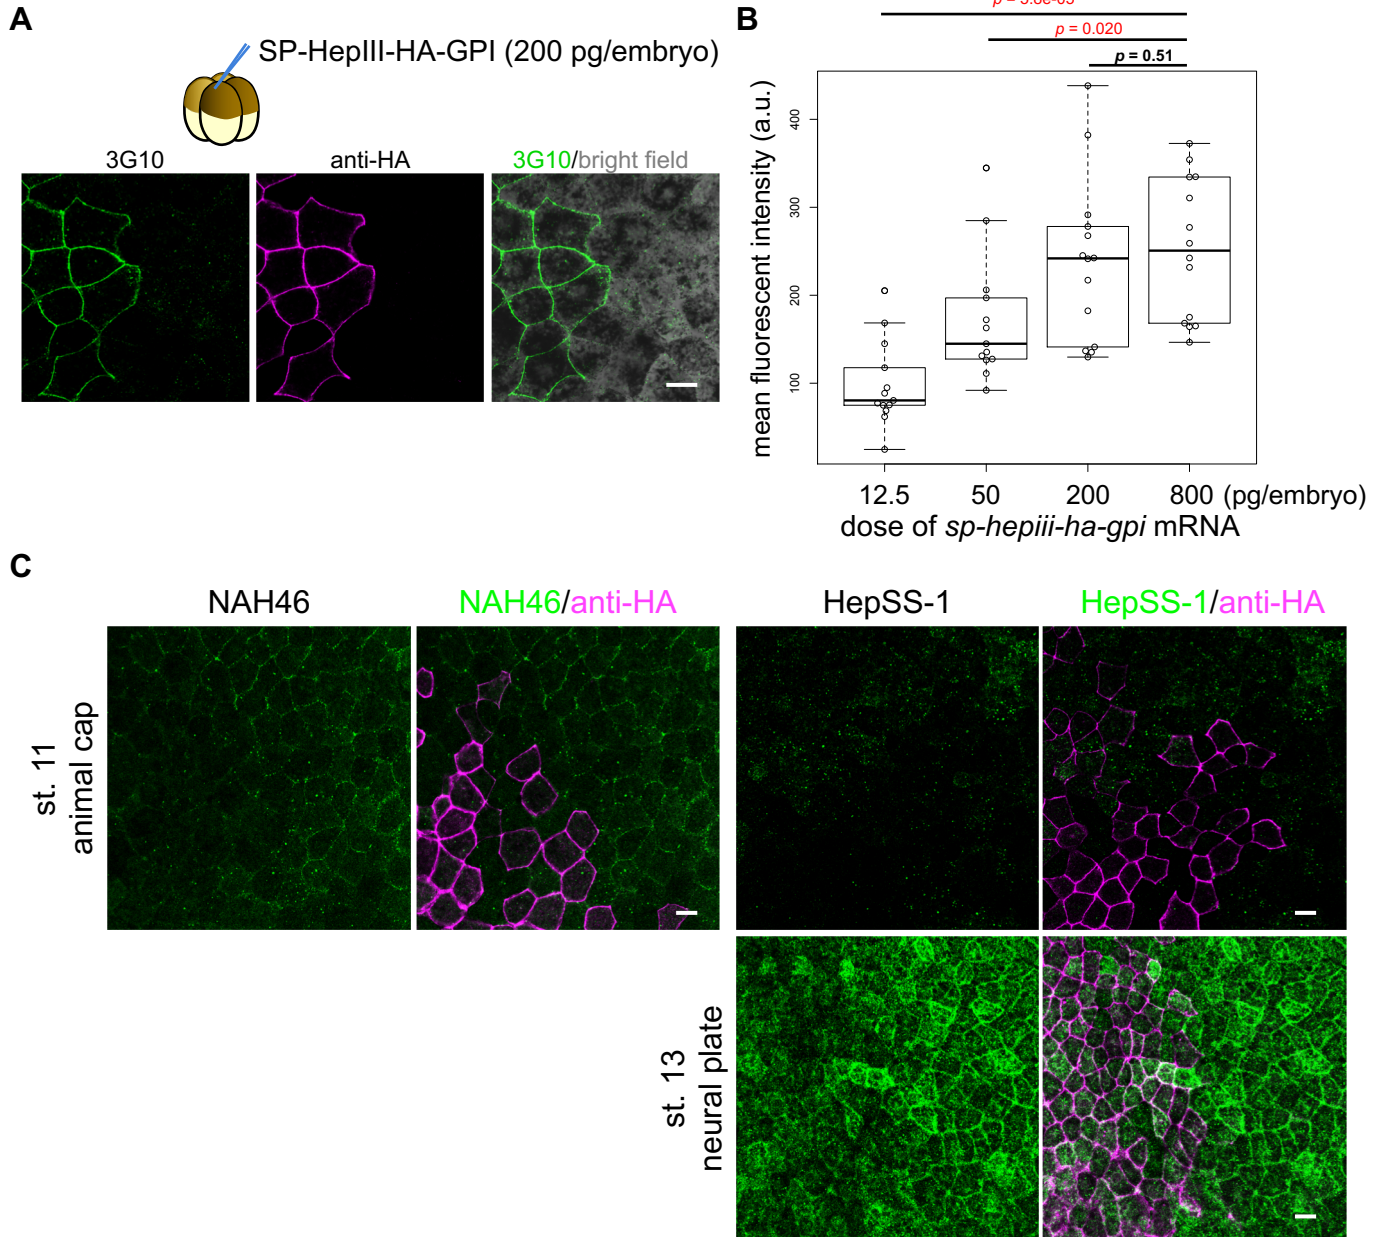 A
SP-HepIII-HA-GPI (200 pg/embryo)
3G10
anti-HA
3G10/bright field
B
p = 0.020
p = 0.51
mean fluorescent intensity (a.u.)
400
300
200
100
12.5
50
200
800
(pg/embryo)
dose of sp-hepiii-ha-gpi mRNA
C
NAH46
NAH46/anti-HA
HepSS-1
HepSS-1/anti-HA
st. 11
animal cap
st. 13
neural plate